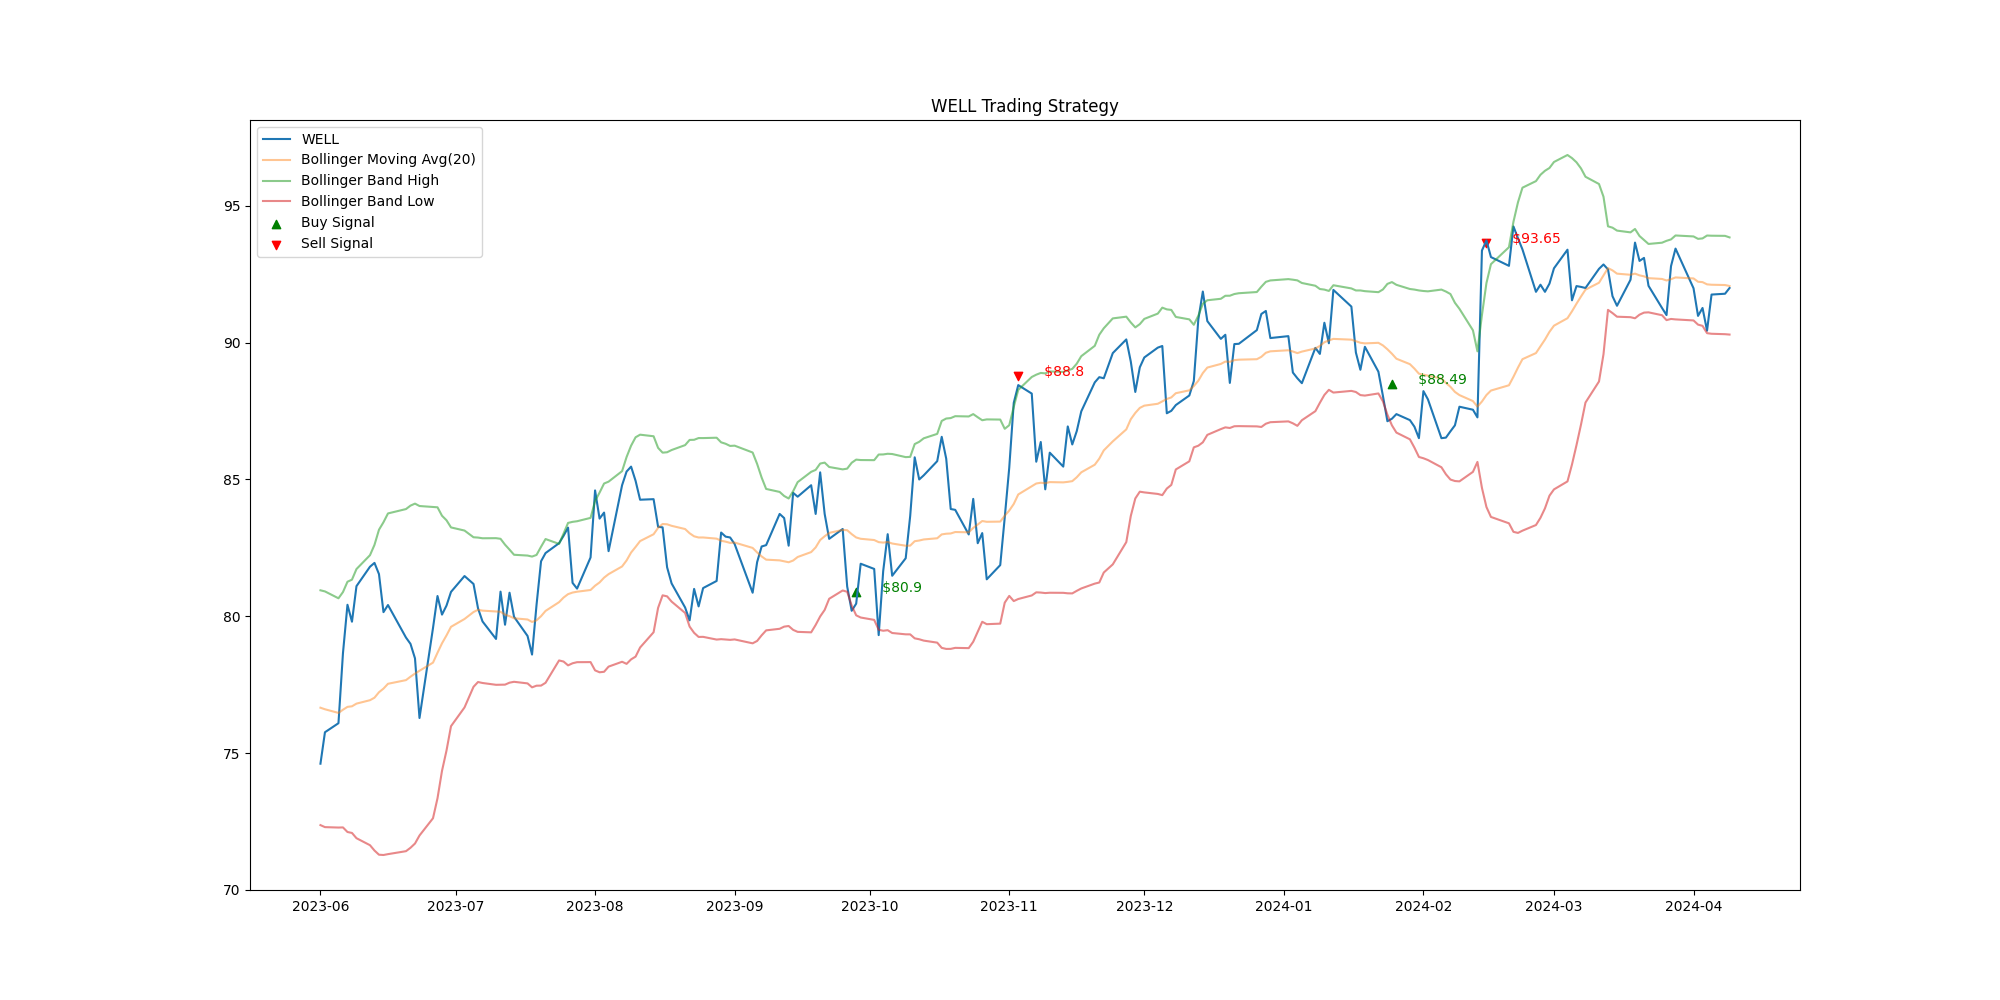 WELL Trading Strategy
WELL
Bollinger Moving Avg(20)
Bollinger Band High
Bollinger Band Low
Buy Signal
Sell Signal
95
90
85
80
75
70
$93.65
$88.8
$88.49
$80.9
2023-06 2023-07 2023-08 2023-09 2023-10 2023-11 2023-12 2024-01 2024-02 2024-03 2024-04